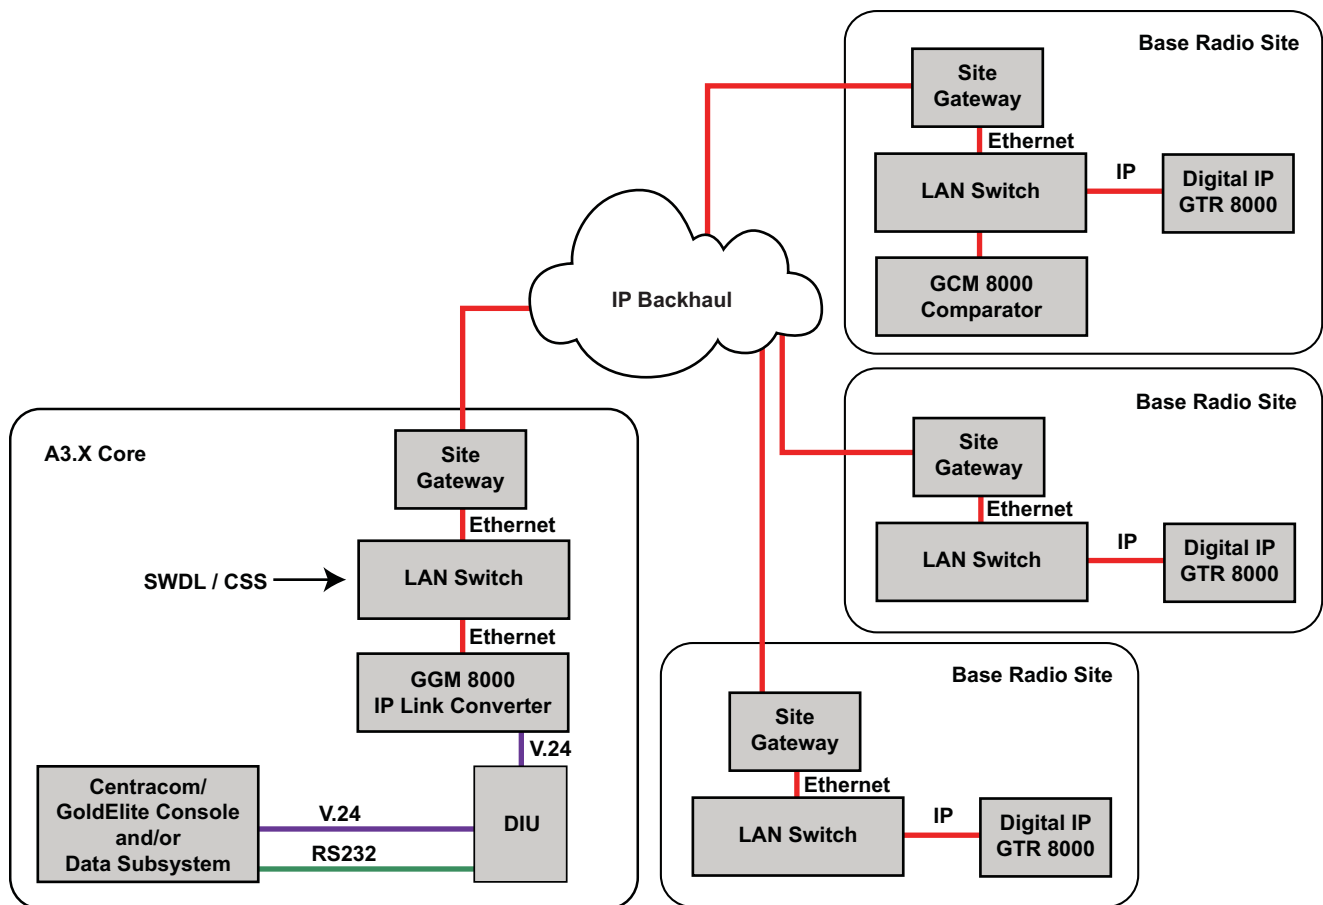 Base Radio Site
Site
Gateway
Ethernet
LAN Switch
IP
Digital IP
GTR 8000
GCM 8000
Comparator
IP Backhaul
Base Radio Site
Site
Gateway
Ethernet
LAN Switch
IP
Digital IP
GTR 8000
A3.X Core
Site
Gateway
Ethernet
LAN Switch
SWDL / CSS
Ethernet
GGM 8000
IP Link Converter
V.24
Centracom/
GoldElite Console
and/or
Data Subsystem
V.24
RS232
DIU
Base Radio Site
Site
Gateway
Ethernet
LAN Switch
IP
Digital IP
GTR 8000